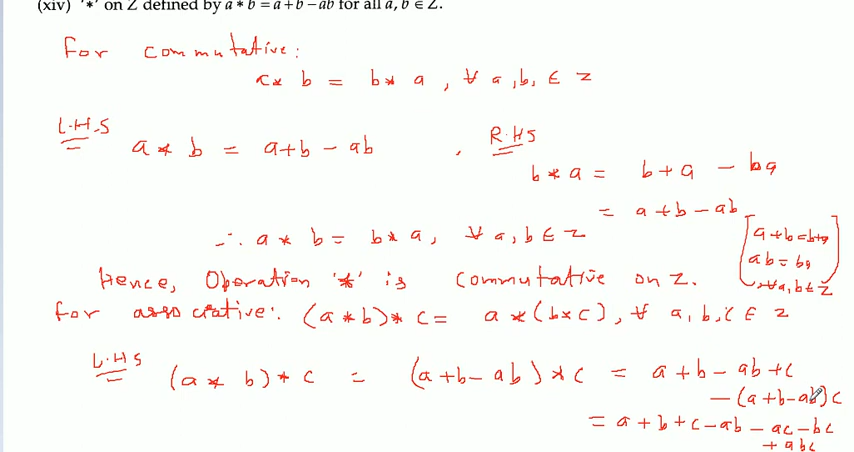 (xiv) '*' on Z defined by a * b = a + b − ab for all a, b ∈ Z.
For commutative:
a* b = b* a , ∀ a,b, ∈ Z
L.H.S
a * b = a+b − ab ,
R.H.S
b * a = b + a − ba
= a + b − ab
∴ a * b = b * a, ∀ a, b ∈ Z
[a + b = b + a
ab = ba
∀ a, b ∈ Z]
Hence, Operation '*' is commutative on Z.
for associative: (a * b) * c = a * (b * c), ∀ a, b, c ∈ Z
L.H.S
(a * b) * c = (a + b − ab) * c = a + b − ab + c
− (a + b − ab) c
= a + b + c − ab − ac − bc
+ abc